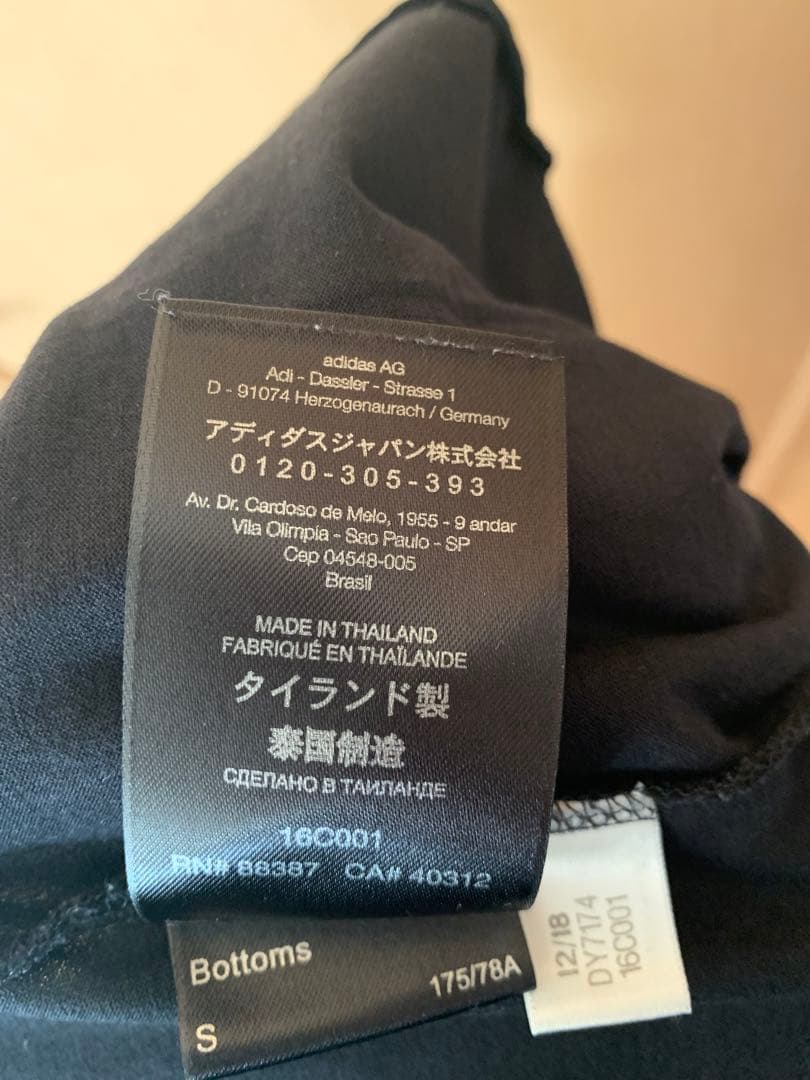 adidas AG
Adi - Dassler - Strasse 1
D - 91074 Herzogenaurach / Germany
アディダスジャパン株式会社
0120-305-393
Av. Dr. Cardoso de Melo, 1955 - 9 andar
Vila Olimpia - Sao Paulo - SP
Cep 04548-005
Brasil
MADE IN THAILAND
FABRIQUÉ EN THAÏLANDE
タイランド製
泰国制造
СДЕЛАНО В ТАИЛАНДЕ
16C001
RN# 88387 CA# 40312
Bottoms
175/78A
S
12/18
DY7174
16C001